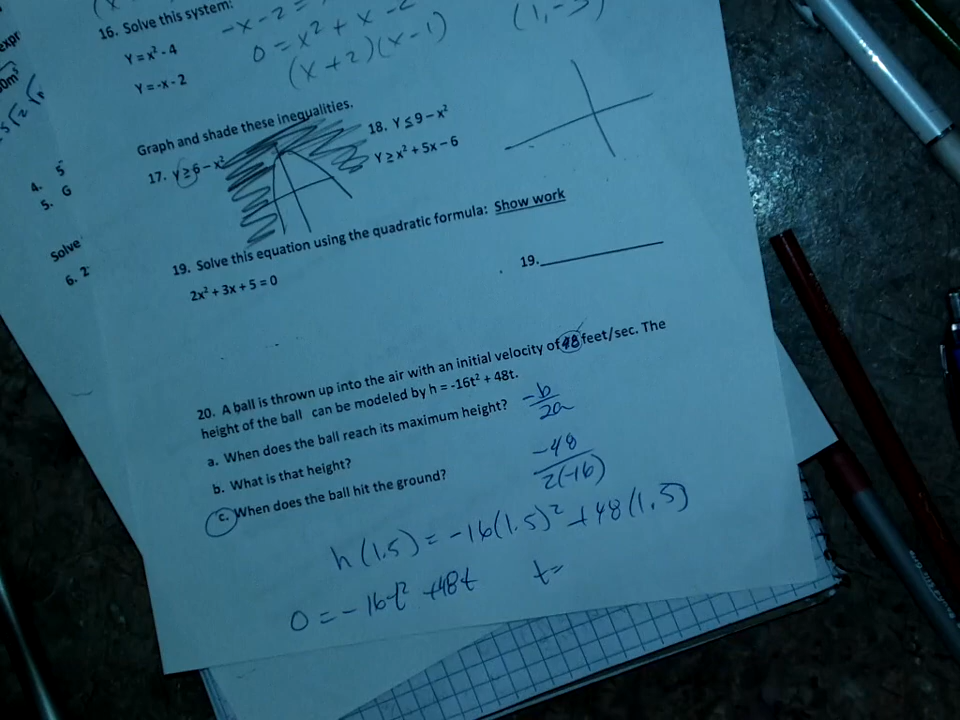 16. Solve this system:
-x-2=
Y = x² - 4
0 = x² + x - 2
(1,-3)
Y = -x - 2
(x+2)(x-1)
Graph and shade these inequalities.
17. Y ≥ 6 – x²
18. Y ≤ 9 – x²
Y ≥ x² + 5x – 6
19. Solve this equation using the quadratic formula: Show work
2x² + 3x + 5 = 0
19.
20. A ball is thrown up into the air with an initial velocity of 48 feet/sec. The
height of the ball can be modeled by h = -16t² + 48t.
a. When does the ball reach its maximum height?
-b/2a
b. What is that height?
-48/2(-16)
c. When does the ball hit the ground?
h(1.5) = -16(1.5)² + 48(1.5)
0 = -16t² + 48t
t=
expr
4. 5
5. G
Solve
6. 2